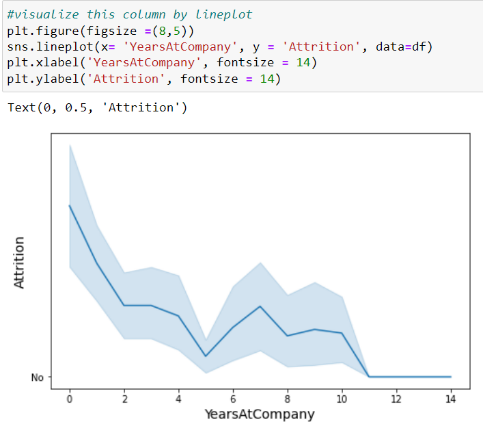 #visualize this column by lineplot
plt.figure(figsize =(8,5))
sns.lineplot(x= 'YearsAtCompany', y = 'Attrition', data=df)
plt.xlabel('YearsAtCompany', fontsize = 14)
plt.ylabel('Attrition', fontsize = 14)
Text(0, 0.5, 'Attrition')
Attrition
No
0 2 4 6 8 10 12 14
YearsAtCompany